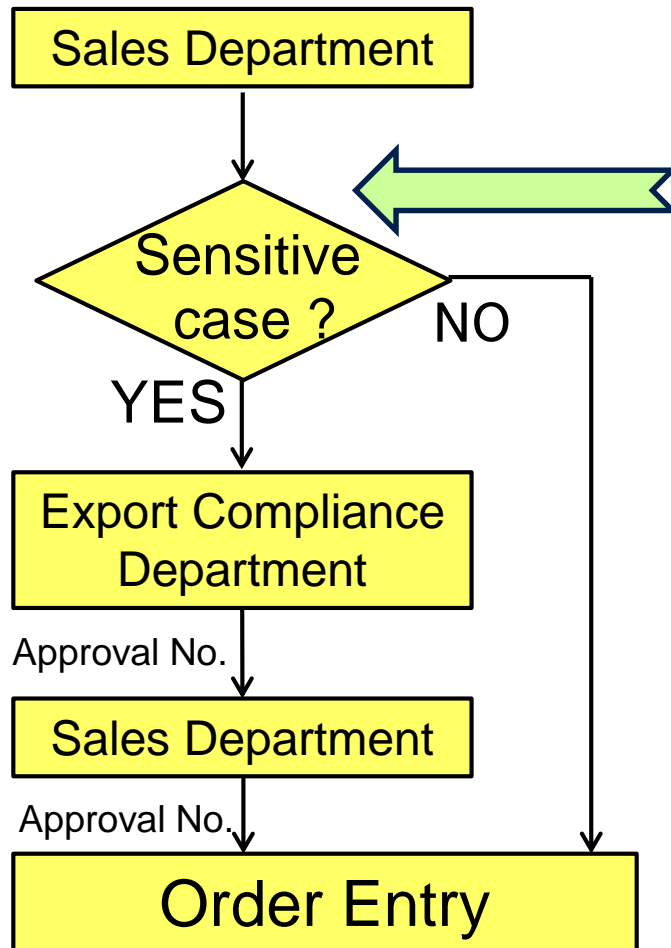 Sales Department
Sensitive
case ?
NO
YES
Export Compliance
Department
Approval No.
Sales Department
Approval No.
Order Entry